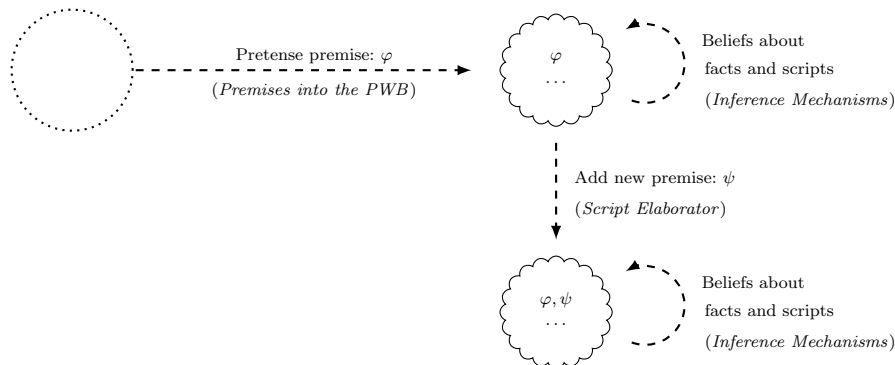 Pretense premise: φ
(Premises into the PWB)
φ
...
Beliefs about
facts and scripts
(Inference Mechanisms)
Add new premise: ψ
(Script Elaborator)
φ, ψ
...
Beliefs about
facts and scripts
(Inference Mechanisms)